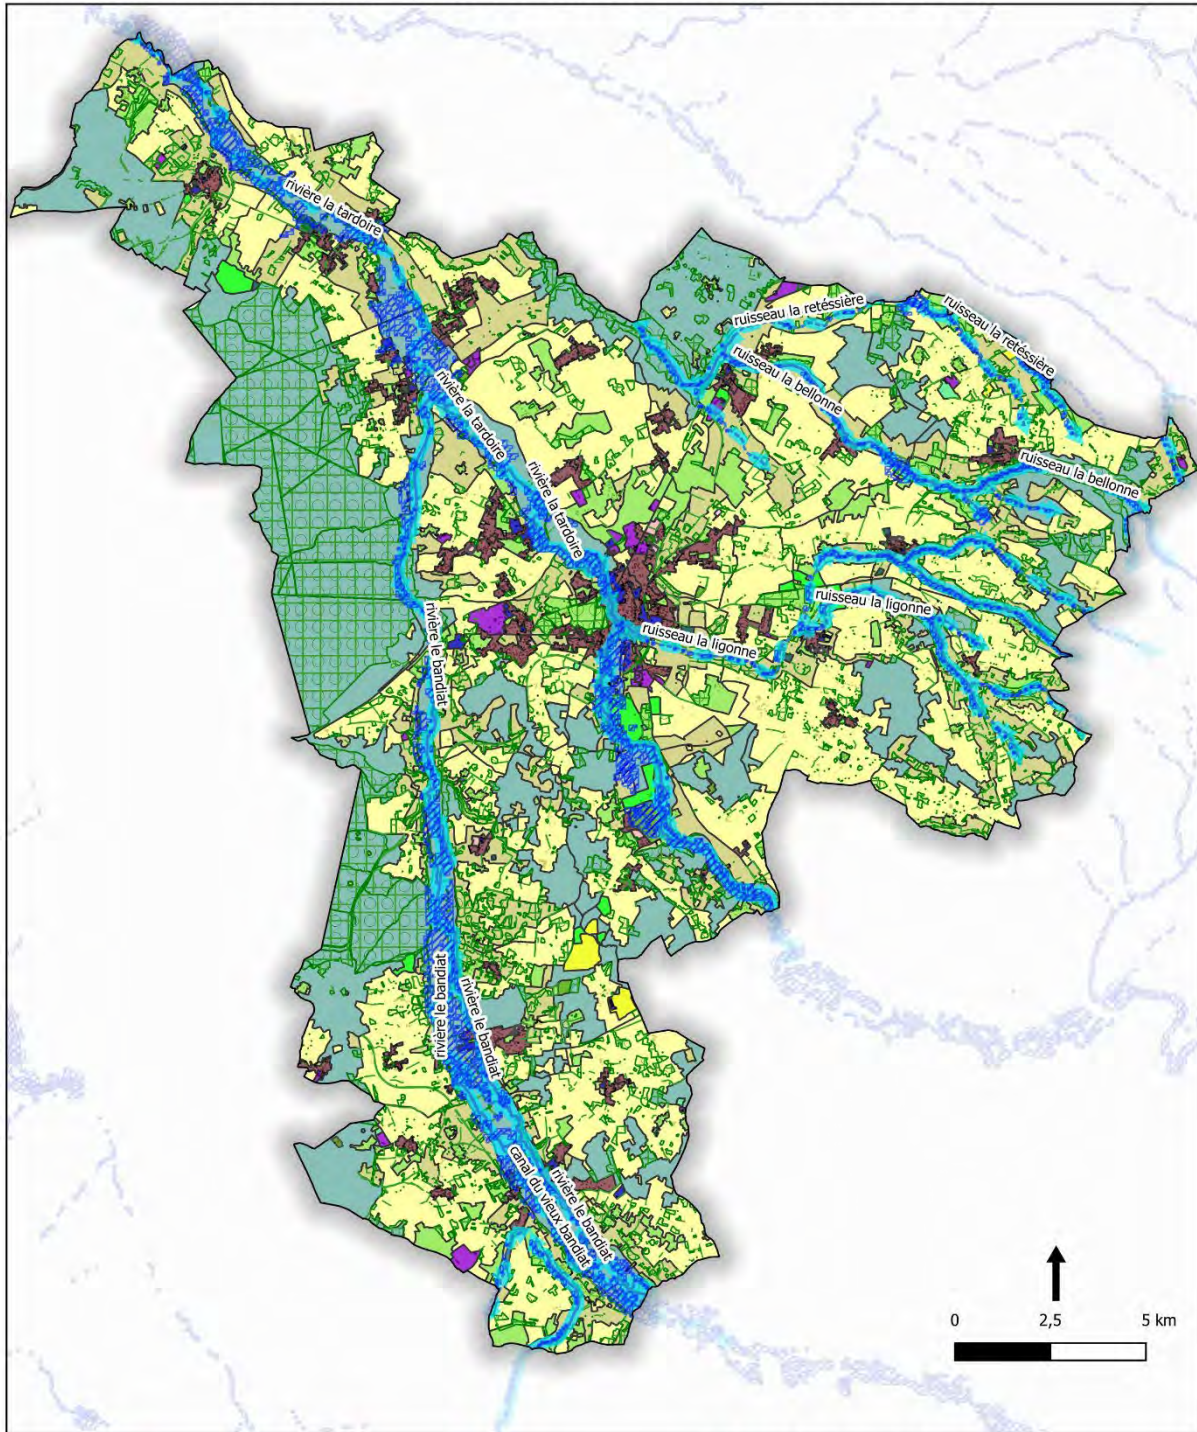 rivière la tardoire
ruisseau la retéssière
ruisseau la retéssière
ruisseau la bellonne
rivière la tardoire
ruisseau la bellonne
rivière la tardoire
ruisseau la ligonne
rivière le bandiat
ruisseau la ligonne
rivière le bandiat
rivière le bandiat
canal du vieux bandiat
rivière le bandiat
0 2,5 5 km